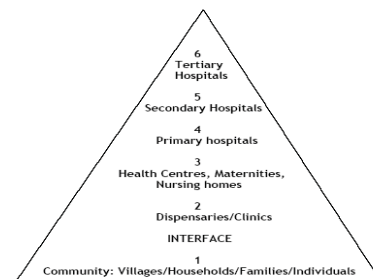 6
Tertiary
Hospitals
5
Secondary Hospitals
4
Primary hospitals
3
Health Centres, Maternities,
Nursing homes
2
Dispensaries/Clinics
INTERFACE
1
Community: Villages/Households/Families/Individuals